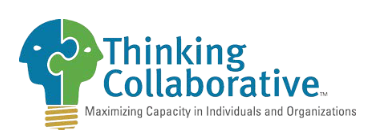 Thinking
Collaborative™
Maximizing Capacity in Individuals and Organizations